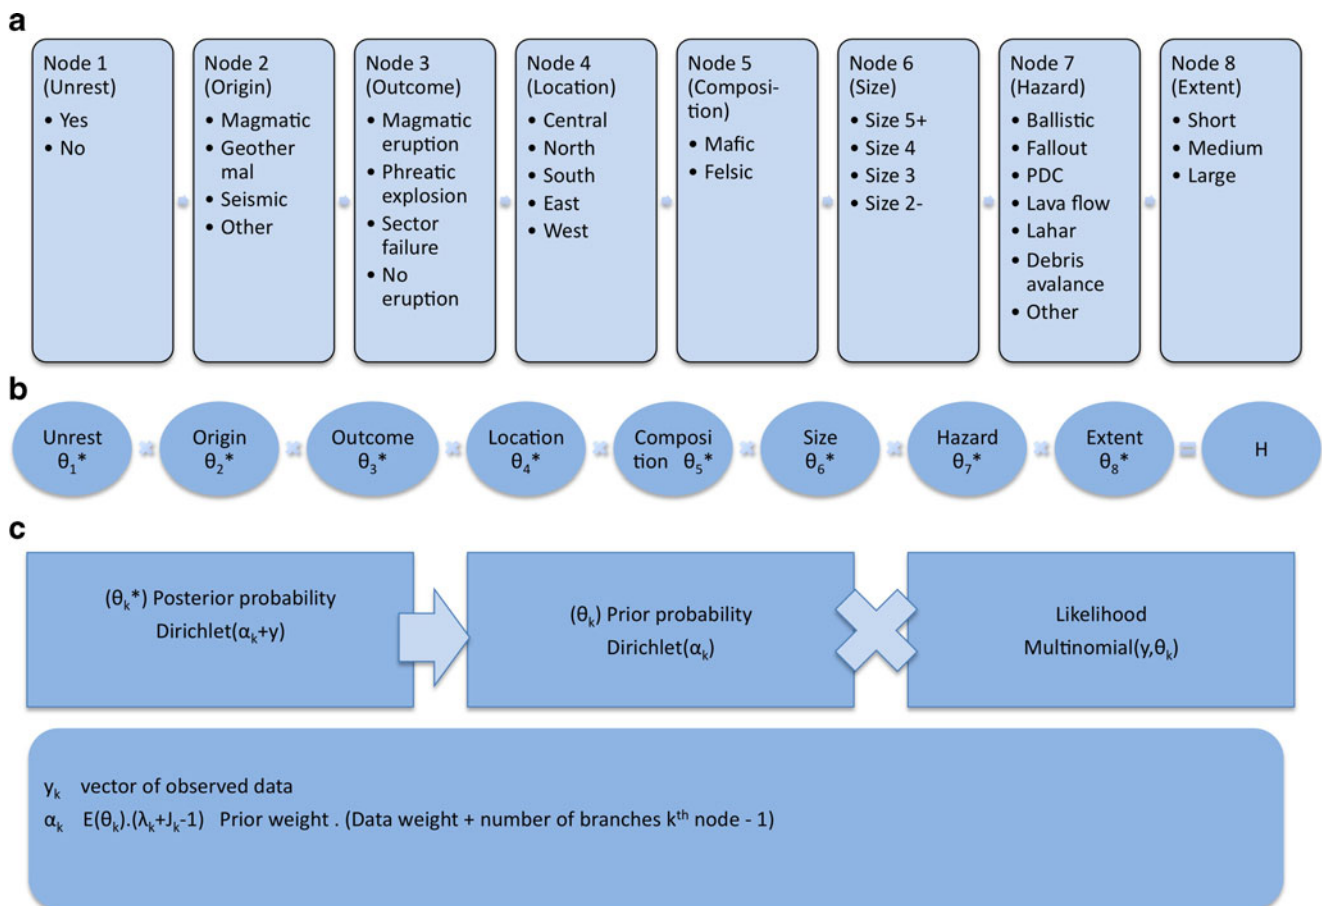 a
Node 1
(Unrest)
• Yes
• No
Node 2
(Origin)
• Magmatic
• Geother
mal
• Seismic
• Other
Node 3
(Outcome)
• Magmatic
eruption
• Phreatic
explosion
• Sector
failure
• No
eruption
Node 4
(Location)
• Central
• North
• South
• East
• West
Node 5
(Composi-
tion)
• Mafic
• Felsic
Node 6
(Size)
• Size 5+
• Size 4
• Size 3
• Size 2-
Node 7
(Hazard)
• Ballistic
• Fallout
• PDC
• Lava flow
• Lahar
• Debris
avalance
• Other
Node 8
(Extent)
• Short
• Medium
• Large
b
Unrest
θ₁*
Origin
θ₂*
Outcome
θ₃*
Location
θ₄*
Composi
tion θ₅*
Size
θ₆*
Hazard
θ₇*
Extent
θ₈*
H
c
(θₖ*) Posterior probability
Dirichlet(αₖ+y)
(θₖ) Prior probability
Dirichlet(αₖ)
Likelihood
Multinomial(y,θₖ)
yₖ vector of observed data
αₖ E(θₖ).(λₖ+Jₖ-1) Prior weight . (Data weight + number of branches kᵗʰ node - 1)